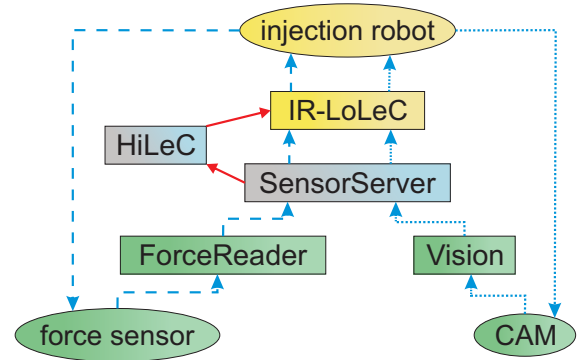 injection robot
IR-LoLeC
HiLeC
SensorServer
ForceReader
Vision
force sensor
CAM